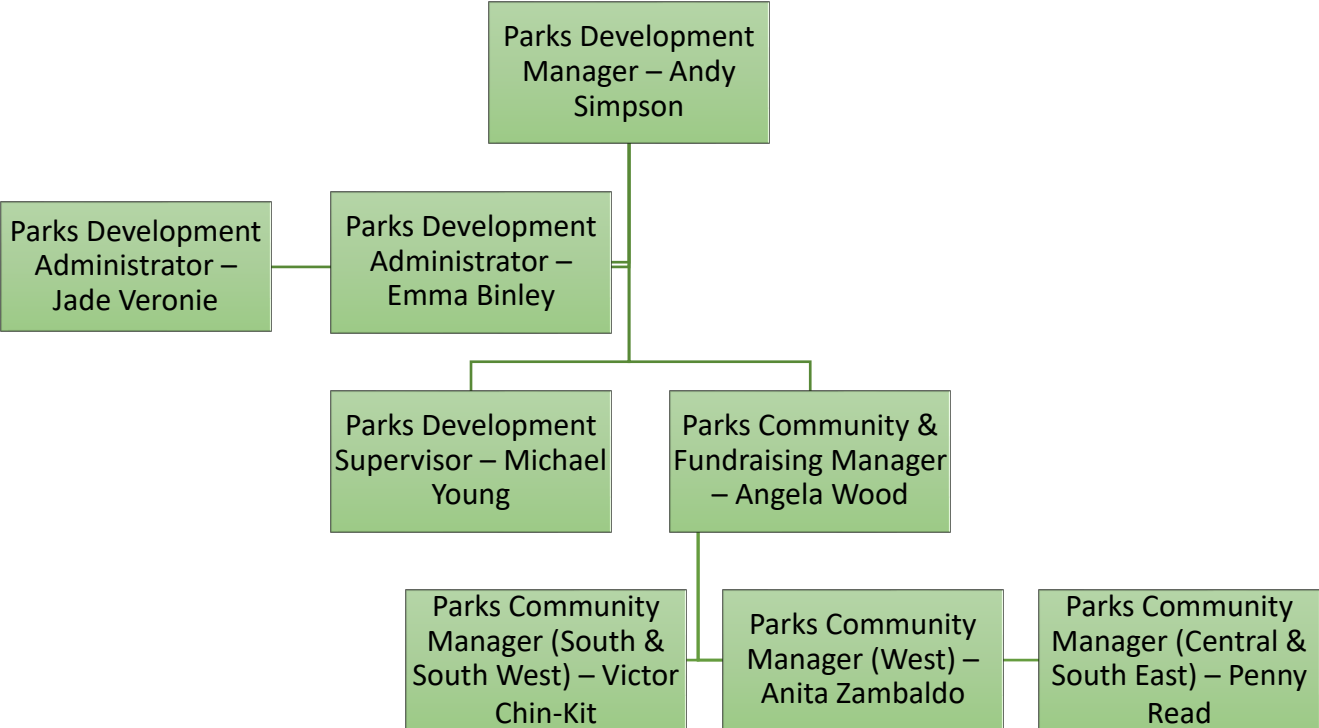 Parks Development
Manager – Andy
Simpson
Parks Development
Administrator –
Jade Veronie
Parks Development
Administrator –
Emma Binley
Parks Development
Supervisor – Michael
Young
Parks Community &
Fundraising Manager
– Angela Wood
Parks Community
Manager (South &
South West) – Victor
Chin-Kit
Parks Community
Manager (West) –
Anita Zambaldo
Parks Community
Manager (Central &
South East) – Penny
Read